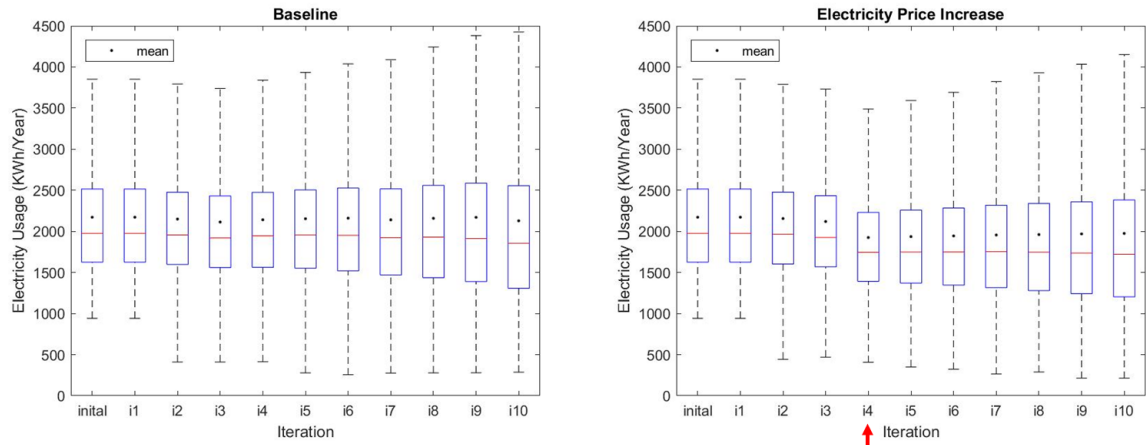 Baseline
mean
4500
4000
3500
3000
2500
2000
1500
1000
500
0
Electricity Usage (KWh/Year)
inital i1 i2 i3 i4 i5 i6 i7 i8 i9 i10
Iteration
Electricity Price Increase
mean
4500
4000
3500
3000
2500
2000
1500
1000
500
0
Electricity Usage (KWh/Year)
inital i1 i2 i3 i4 i5 i6 i7 i8 i9 i10
Iteration